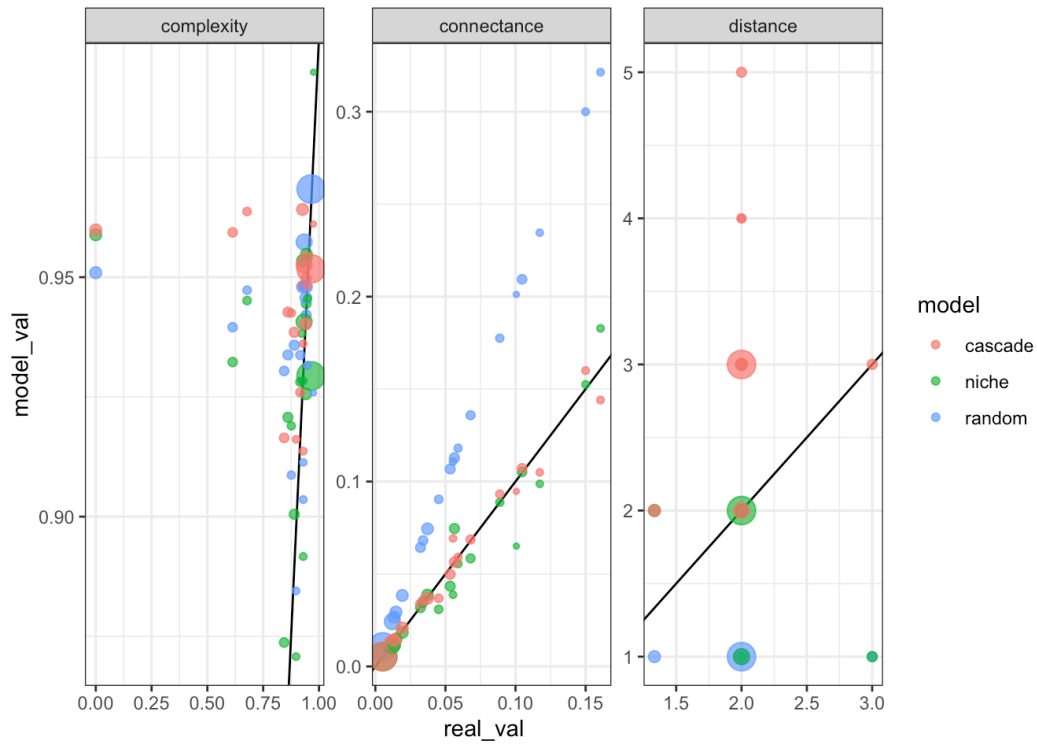 complexity
connectance
distance
model_val
0.95
0.90
0.3
0.2
0.1
0.0
5
4
3
2
1
0.00 0.25 0.50 0.75 1.00
0.00 0.05 0.10 0.15
1.5 2.0 2.5 3.0
real_val
model
cascade
niche
random